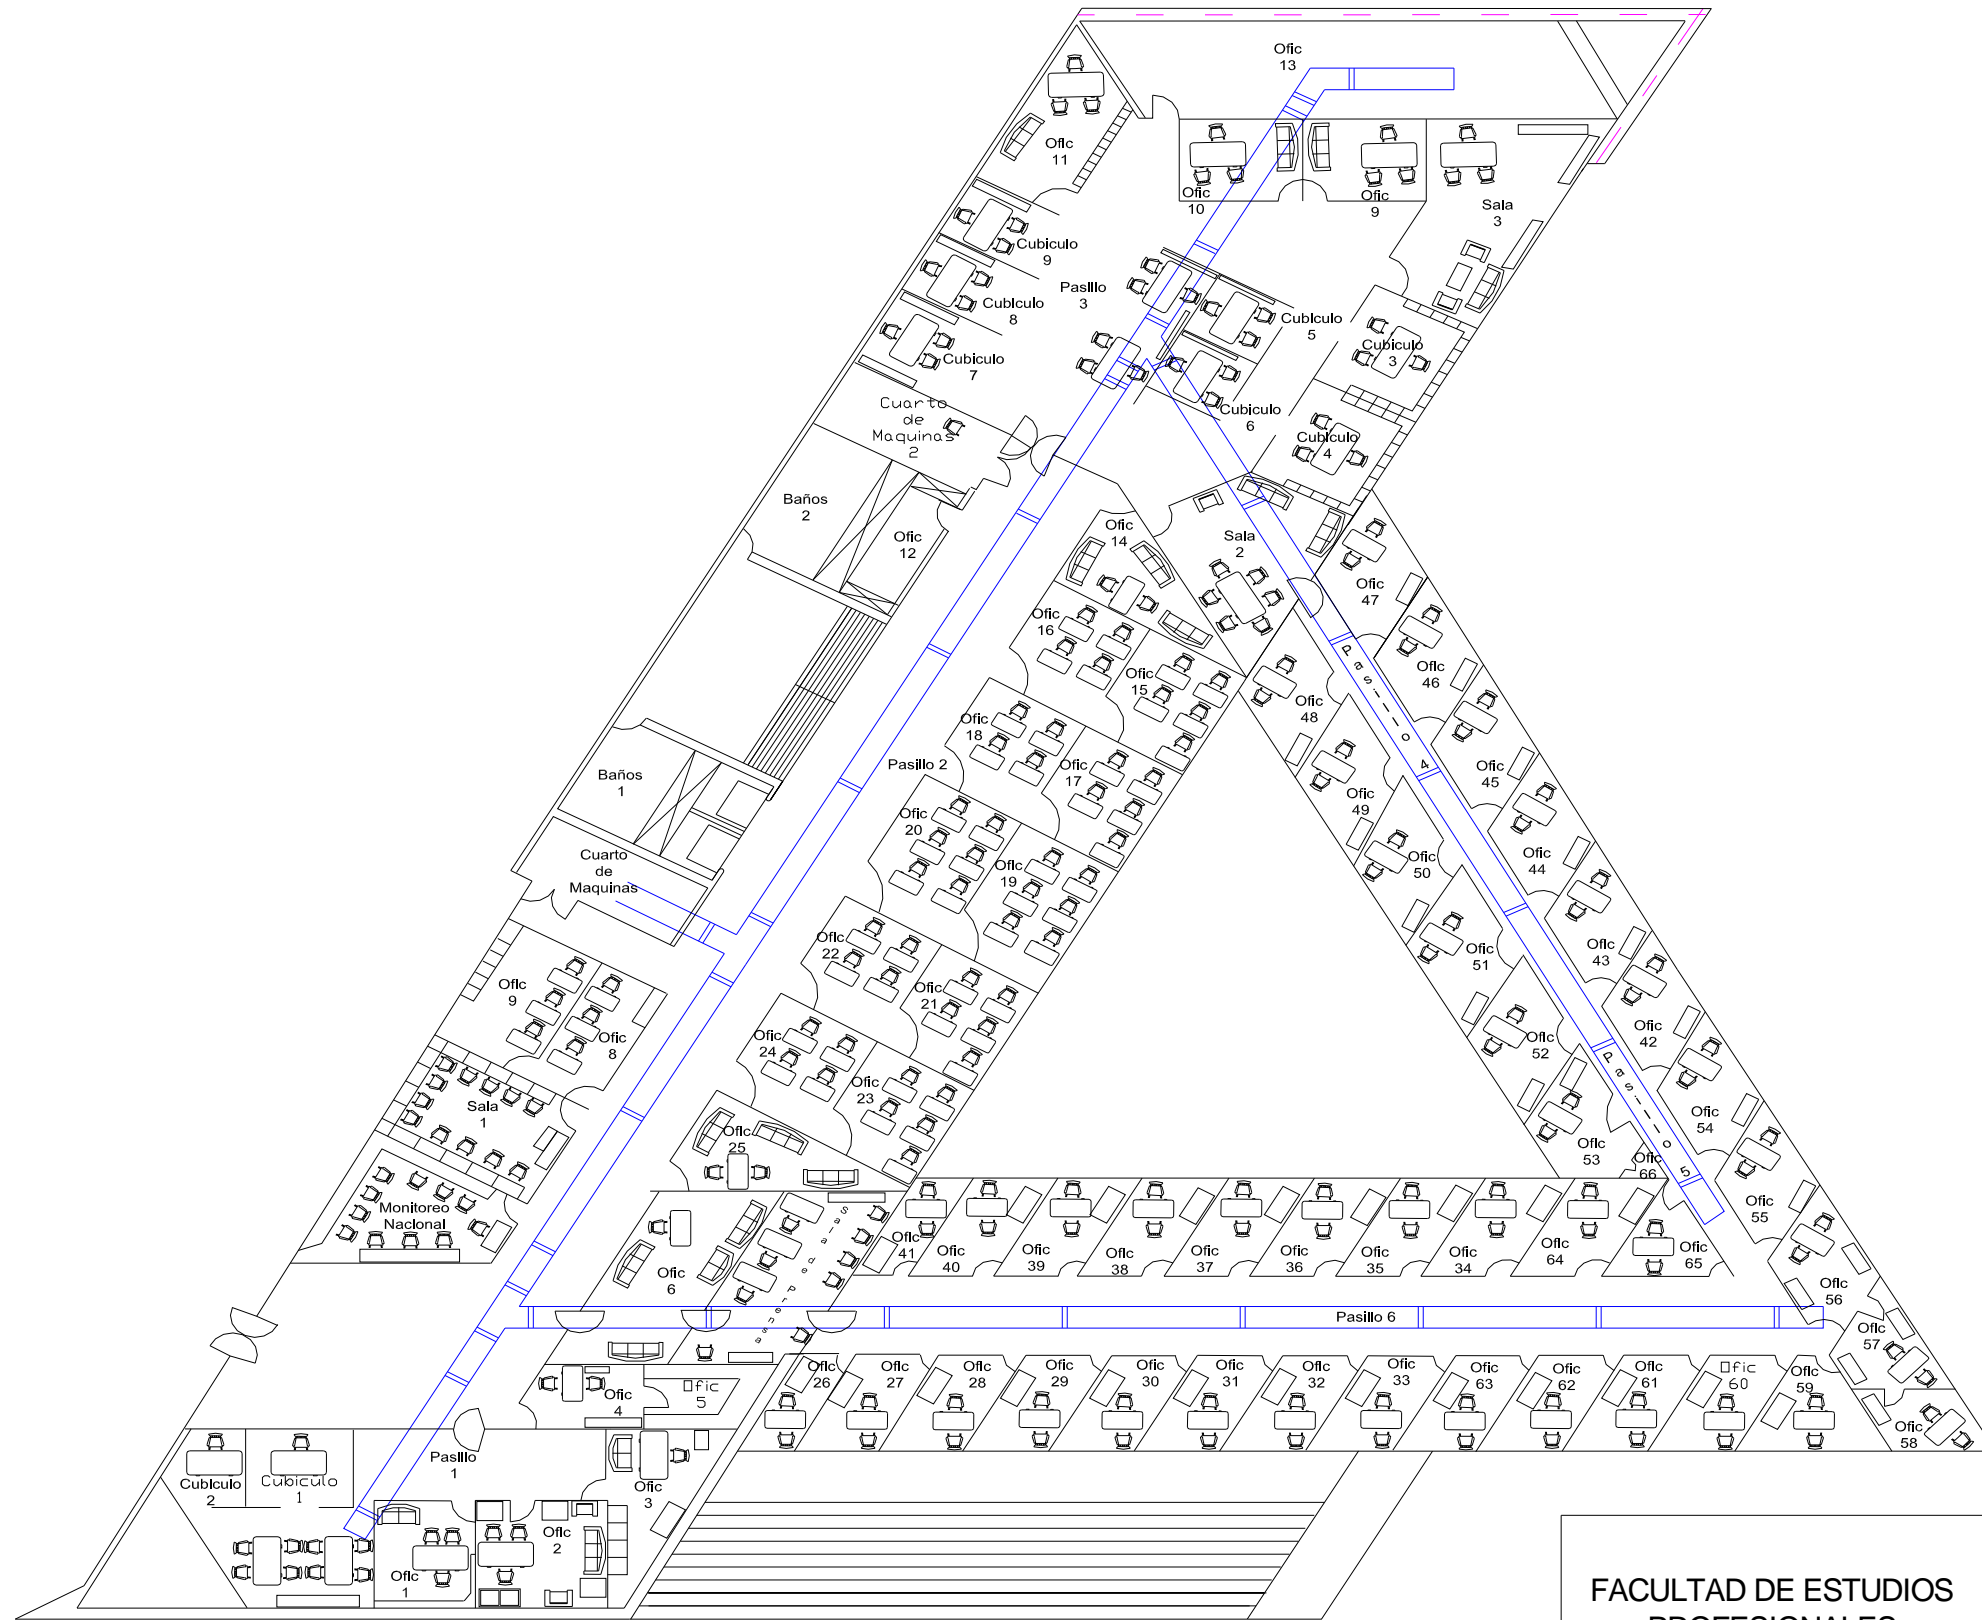 Ofic
13
Ofic
11
Ofic
10
Ofic
9
Sala
3
Cubiculo
9
Cubiculo
8
Pasillo
3
Cubiculo
5
Cubiculo
7
Cubiculo
3
Cuarto
de
Maquinas
2
Cubiculo
6
Cubiculo
4
Baños
2
Ofic
12
Ofic
14
Sala
2
Ofic
47
Ofic
16
Ofic
15
Ofic
46
Ofic
48
Pasillo 4
Ofic
18
Ofic
17
Pasillo 2
Ofic
45
Baños
1
Ofic
49
Ofic
20
Ofic
19
Ofic
50
Ofic
44
Cuarto
de
Maquinas
Ofic
22
Ofic
51
Ofic
43
Ofic
9
Ofic
21
Ofic
8
Ofic
24
Ofic
52
Ofic
42
Pasillo 5
Ofic
23
Sala
1
Ofic
25
Ofic
53
Ofic
54
Ofic
66
Monitoreo
Nacional
Sala de Prensa
Ofic
55
Ofic
6
Ofic
41
Ofic
40
Ofic
39
Ofic
38
Ofic
37
Ofic
36
Ofic
35
Ofic
34
Ofic
64
Ofic
65
Ofic
56
Pasillo 6
Ofic
57
Ofic
4
Ofic
5
Ofic
26
Ofic
27
Ofic
28
Ofic
29
Ofic
30
Ofic
31
Ofic
32
Ofic
33
Ofic
63
Ofic
62
Ofic
61
Ofic
60
Ofic
59
Ofic
58
Pasillo
1
Cubiculo
2
Cubiculo
1
Ofic
3
Ofic
2
Ofic
1
FACULTAD DE ESTUDIOS
PROFESIONALES